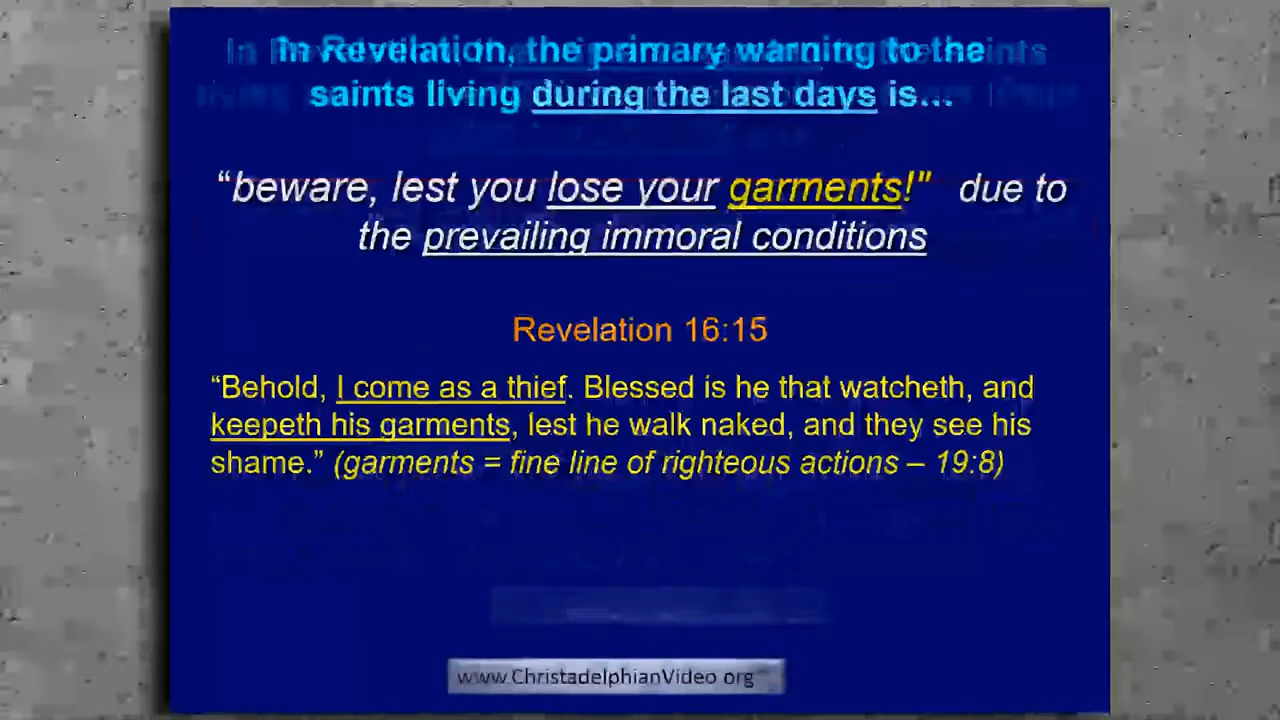 In Revelation, the primary warning to the
saints living during the last days is...
“beware, lest you lose your garments!" due to
the prevailing immoral conditions
Revelation 16:15
“Behold, I come as a thief. Blessed is he that watcheth, and
keepeth his garments, lest he walk naked, and they see his
shame.” (garments = fine line of righteous actions – 19:8)
www.ChristadelphianVideo org